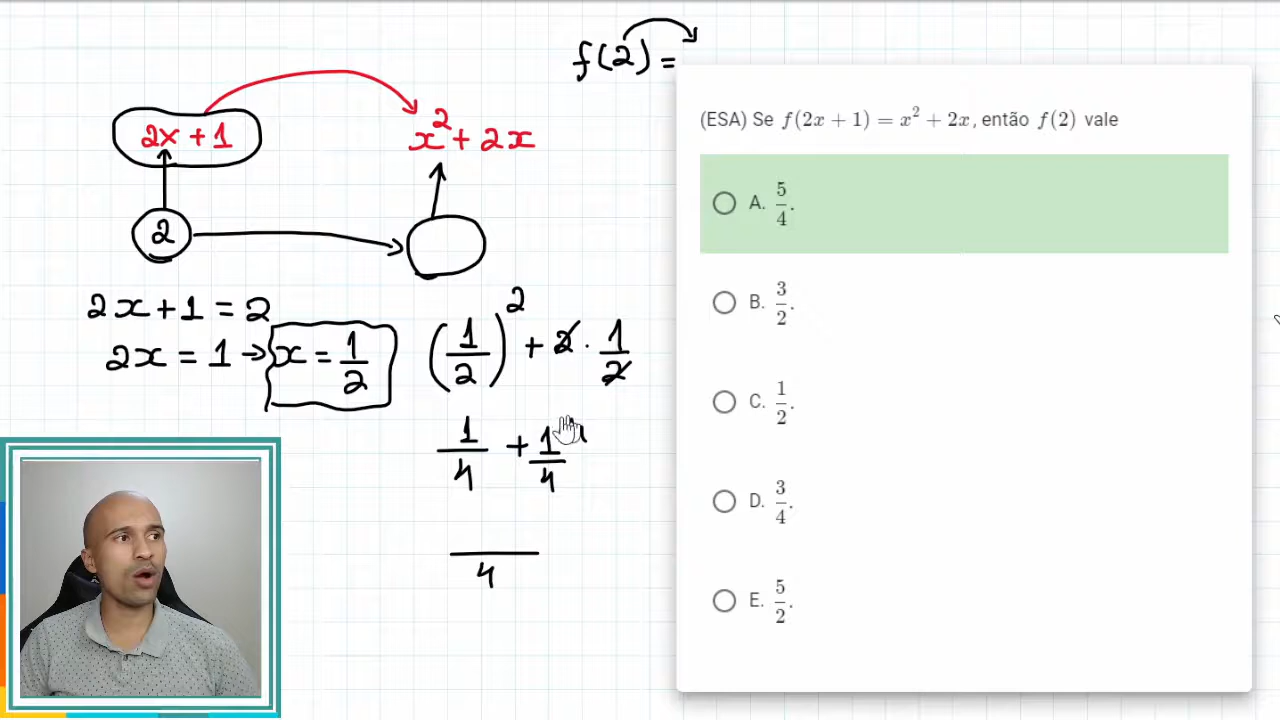 f(2) =
2x + 1
x² + 2x
2
2x + 1 = 2
2x = 1 → x = 1/2
(1/2)² + 2 · 1/2
1/4 + 1/4
4
(ESA) Se f(2x + 1) = x² + 2x, então f(2) vale
A. 5/4.
B. 3/2.
C. 1/2.
D. 3/4.
E. 5/2.